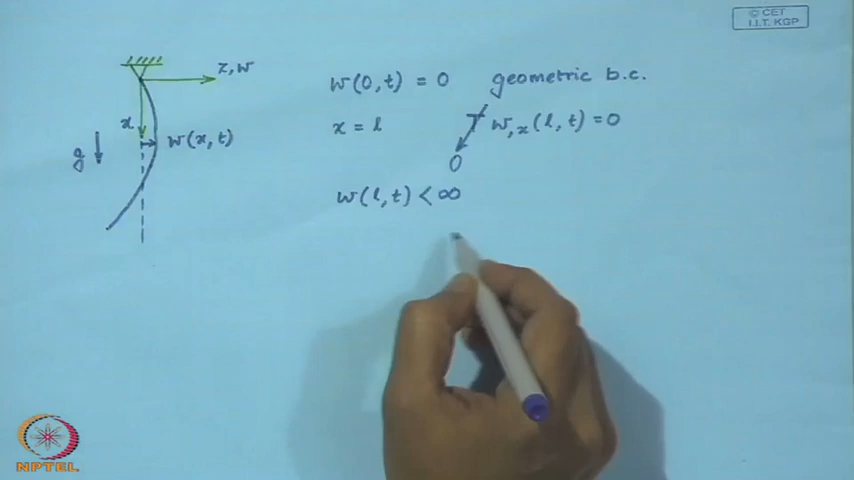 © CET
I.I.T. KGP
z, w
x
w(x,t)
g
w(0,t) = 0 geometric b.c.
x = l
T w,x(l,t) = 0
0
w(l,t) < ∞
NPTEL